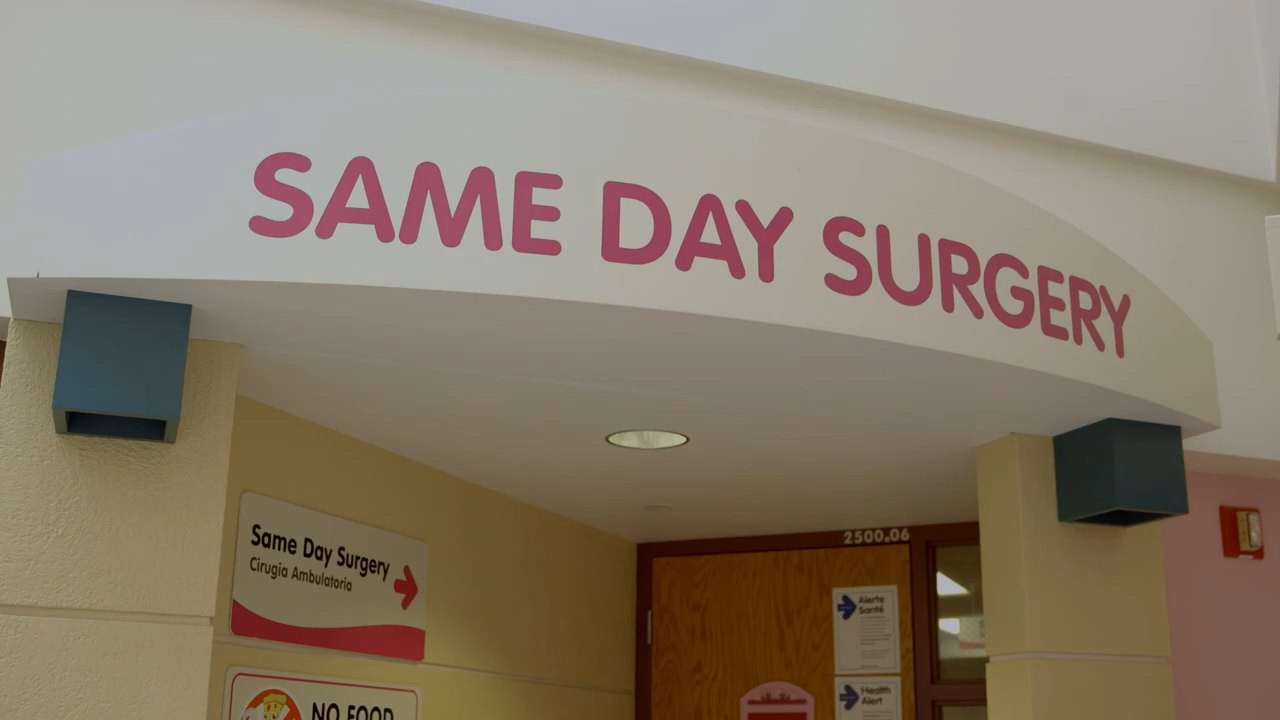 SAME DAY SURGERY
Same Day Surgery
Cirugia Ambulatoria
2500.06
Alerte
Santé
Health
Alert
NO FOOD